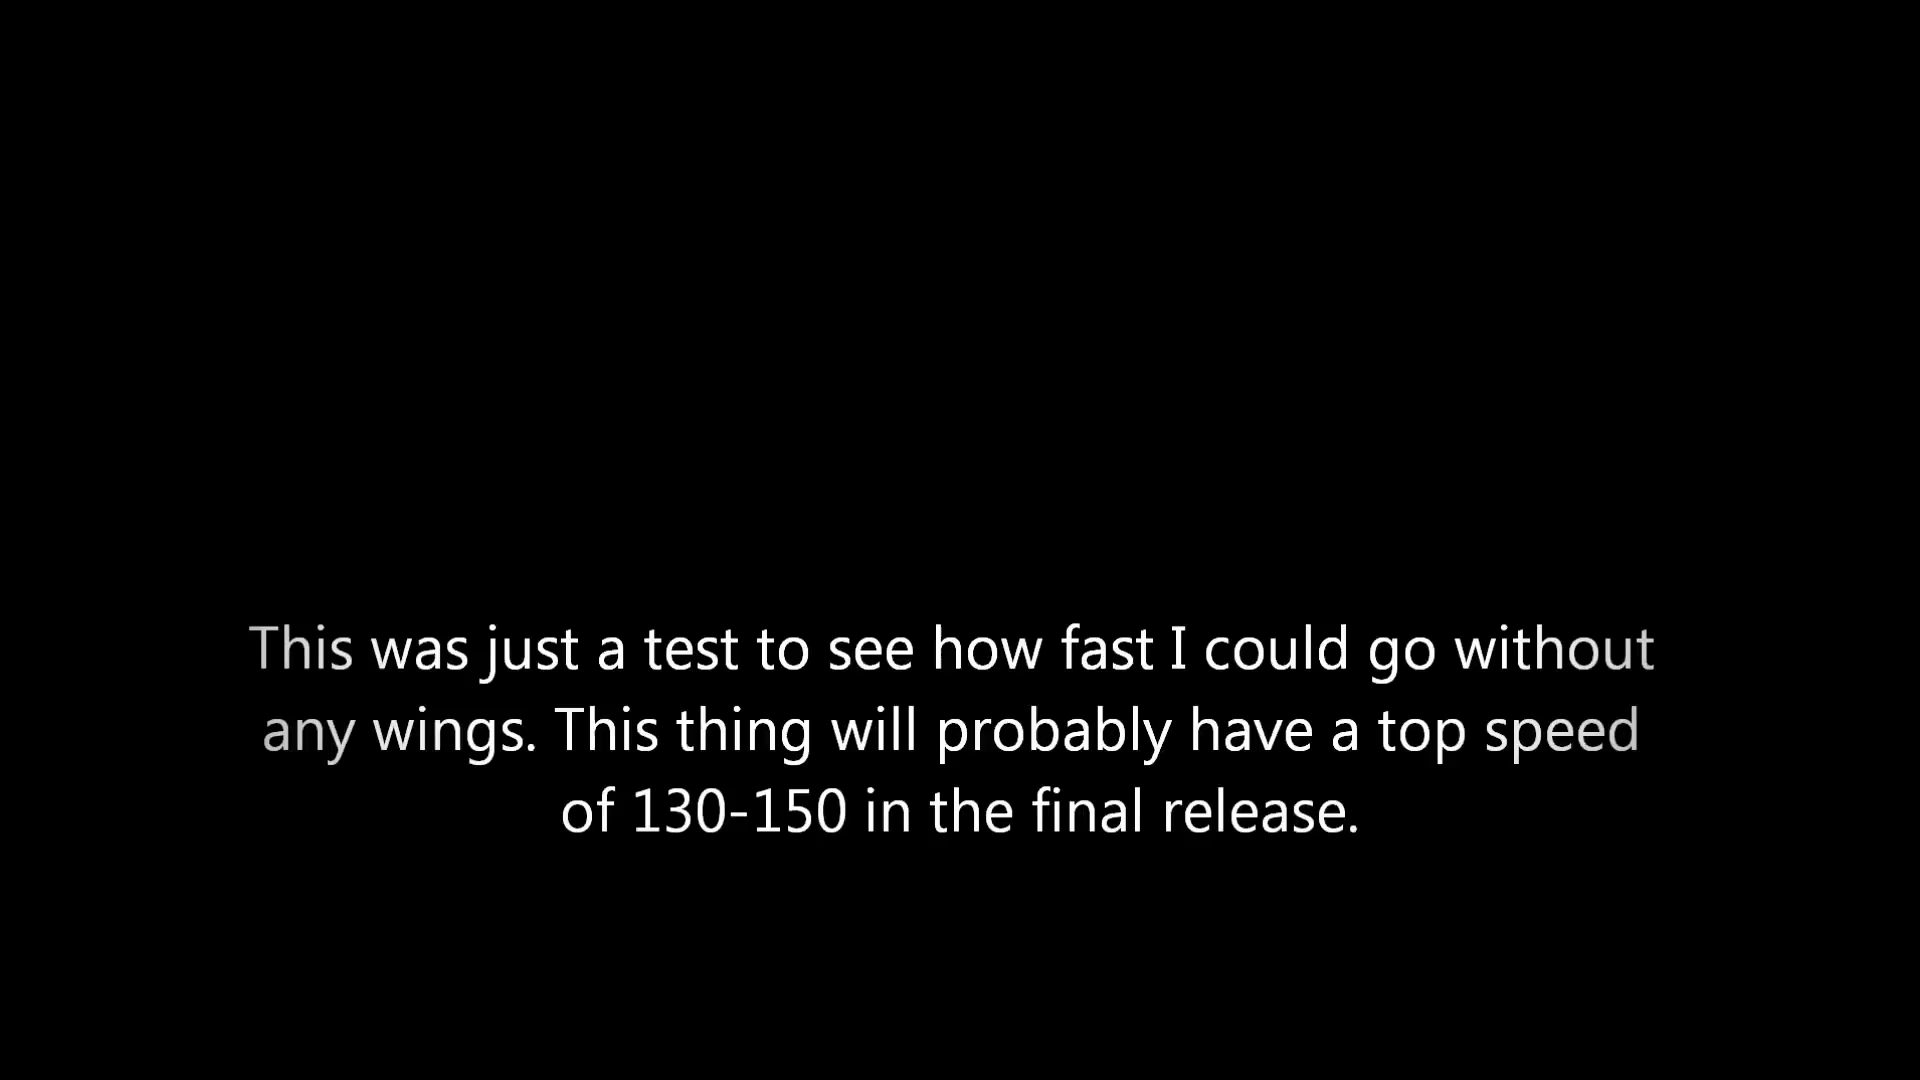 This was just a test to see how fast I could go without
any wings. This thing will probably have a top speed
of 130-150 in the final release.